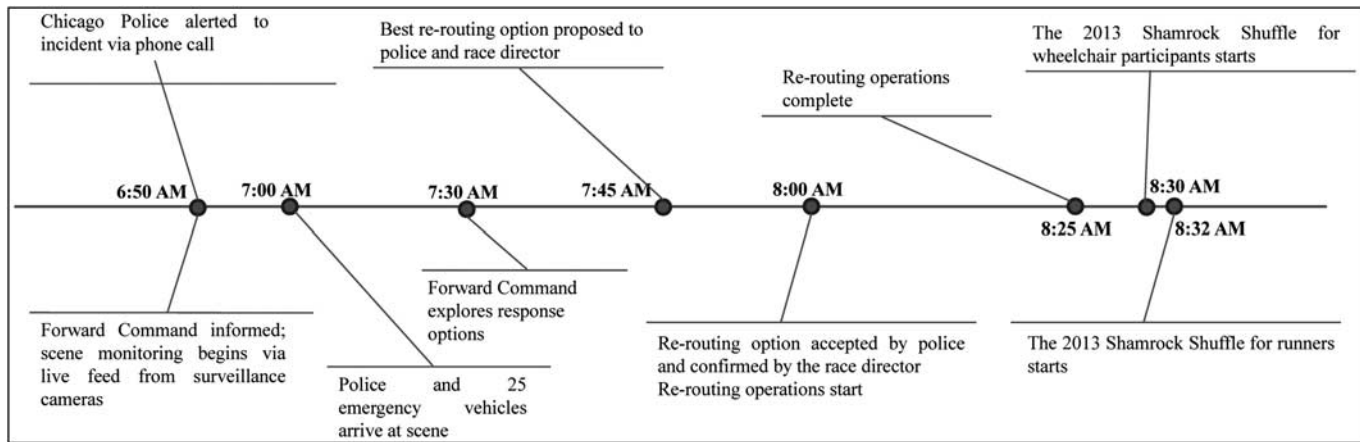 Chicago Police alerted to
incident via phone call
Best re-routing option proposed to
police and race director
Re-routing operations
complete
The 2013 Shamrock Shuffle for
wheelchair participants starts
6:50 AM
7:00 AM
7:30 AM
7:45 AM
8:00 AM
8:25 AM
8:30 AM
8:32 AM
Forward Command informed;
scene monitoring begins via
live feed from surveillance
cameras
Police and 25
emergency vehicles
arrive at scene
Forward Command
explores response
options
Re-routing option accepted by police
and confirmed by the race director
Re-routing operations start
The 2013 Shamrock Shuffle for runners
starts